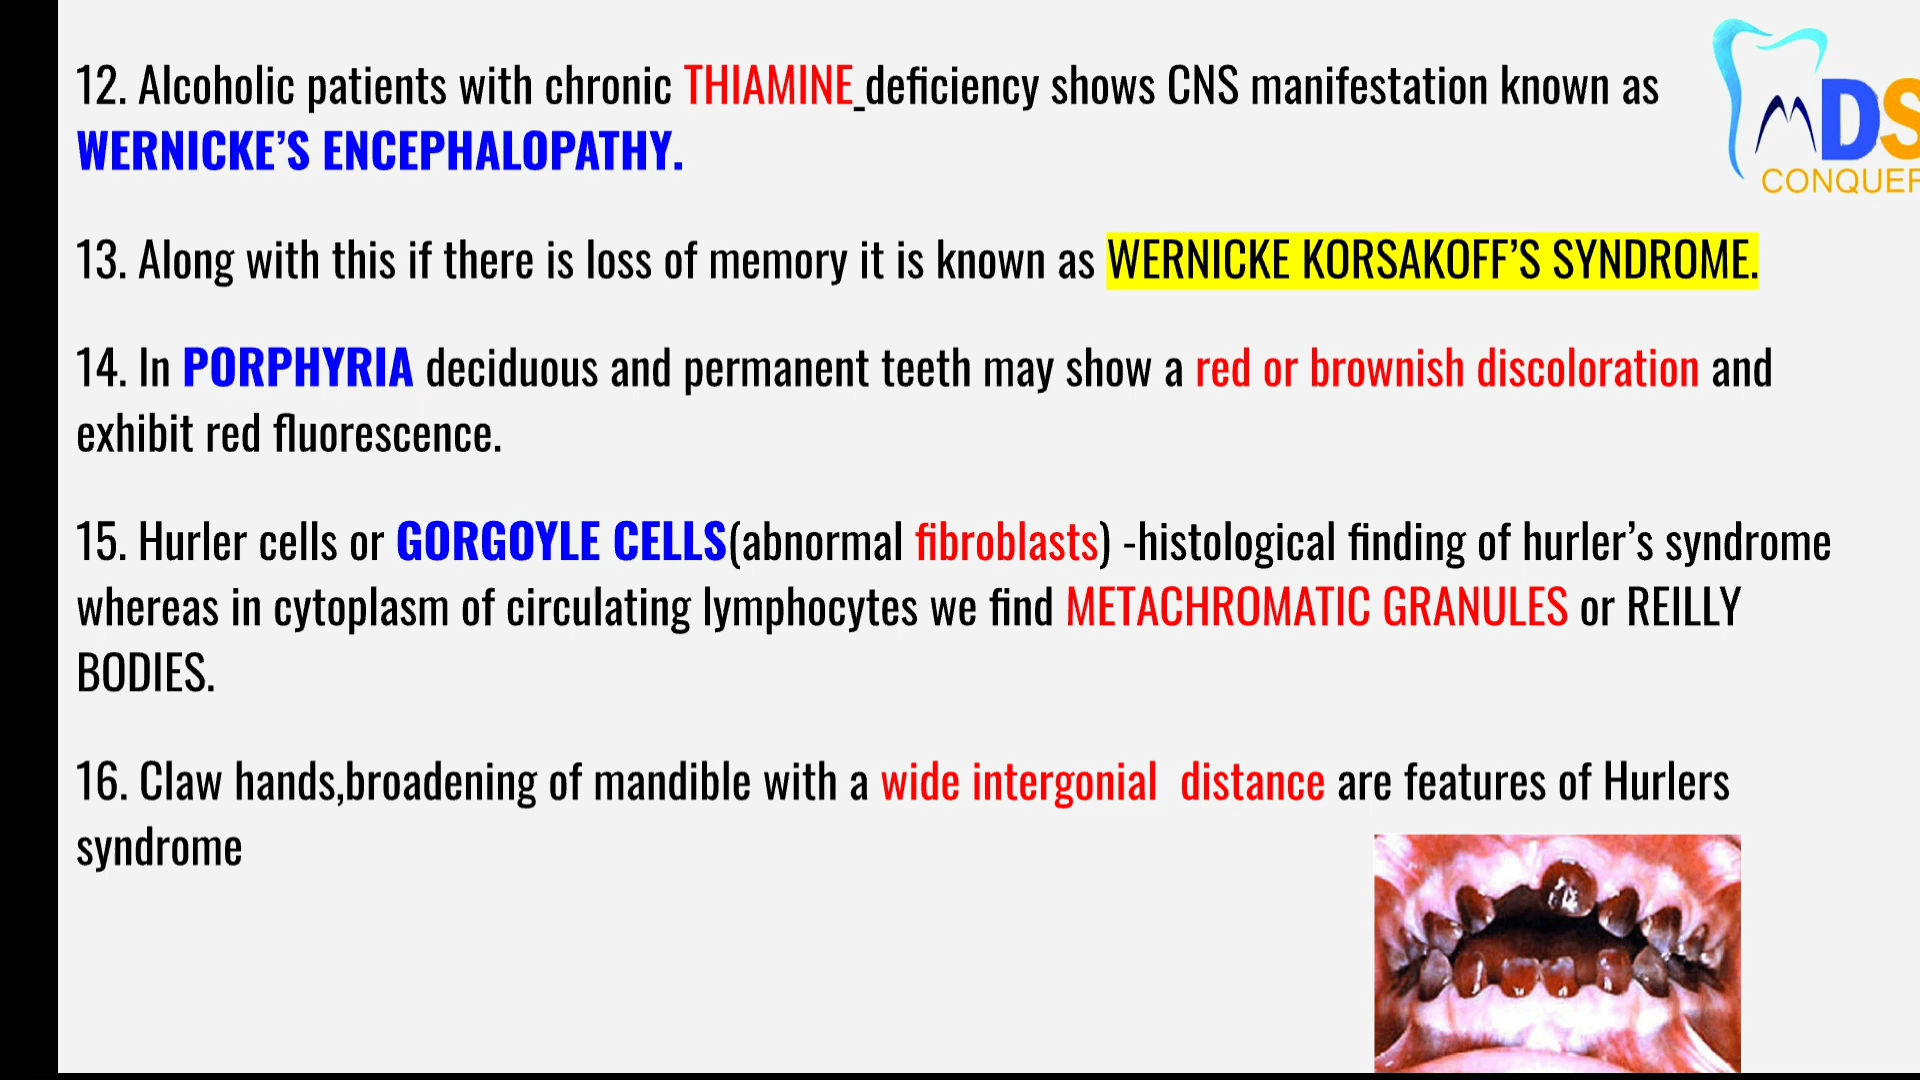 12. Alcoholic patients with chronic THIAMINE deficiency shows CNS manifestation known as
WERNICKE’S ENCEPHALOPATHY.
13. Along with this if there is loss of memory it is known as WERNICKE KORSAKOFF’S SYNDROME.
14. In PORPHYRIA deciduous and permanent teeth may show a red or brownish discoloration and
exhibit red fluorescence.
15. Hurler cells or GORGOYLE CELLS(abnormal fibroblasts) -histological finding of hurler’s syndrome
whereas in cytoplasm of circulating lymphocytes we find METACHROMATIC GRANULES or REILLY
BODIES.
16. Claw hands,broadening of mandible with a wide intergonial  distance are features of Hurlers
syndrome
MDS
CONQUER